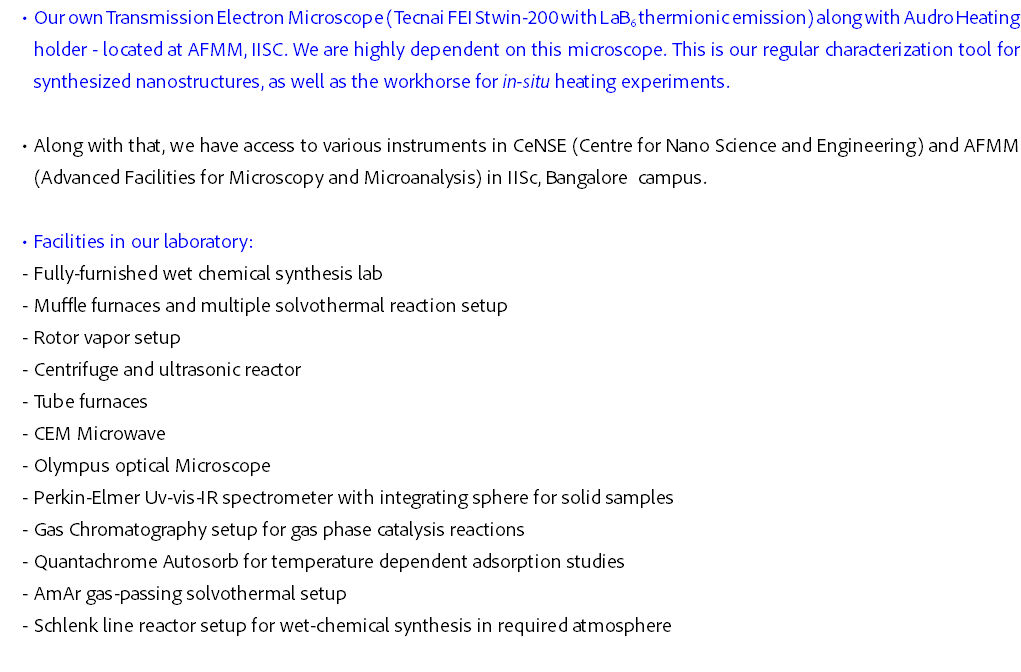 • Our own Transmission Electron Microscope (Tecnai FEI Stwin-200 with LaB₆ thermionic emission) along with Audro Heating
holder - located at AFMM, IISC. We are highly dependent on this microscope. This is our regular characterization tool for
synthesized nanostructures, as well as the workhorse for in-situ heating experiments.
• Along with that, we have access to various instruments in CeNSE (Centre for Nano Science and Engineering) and AFMM
(Advanced Facilities for Microscopy and Microanalysis) in IISc, Bangalore campus.
• Facilities in our laboratory:
- Fully-furnished wet chemical synthesis lab
- Muffle furnaces and multiple solvothermal reaction setup
- Rotor vapor setup
- Centrifuge and ultrasonic reactor
- Tube furnaces
- CEM Microwave
- Olympus optical Microscope
- Perkin-Elmer Uv-vis-IR spectrometer with integrating sphere for solid samples
- Gas Chromatography setup for gas phase catalysis reactions
- Quantachrome Autosorb for temperature dependent adsorption studies
- AmAr gas-passing solvothermal setup
- Schlenk line reactor setup for wet-chemical synthesis in required atmosphere